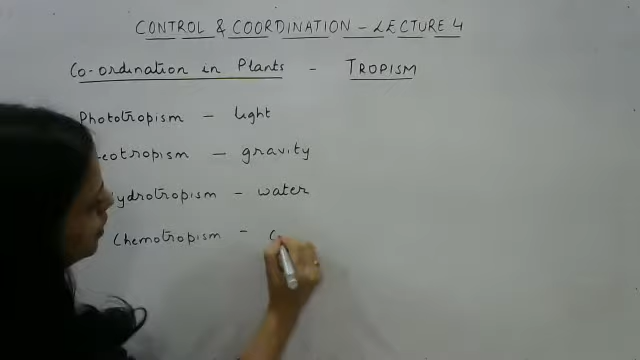 CONTROL & COORDINATION - LECTURE 4
Co-ordination in Plants - TROPISM
Phototropism - light
eotropism - gravity
ydrotropism - water
Chemotropism - C